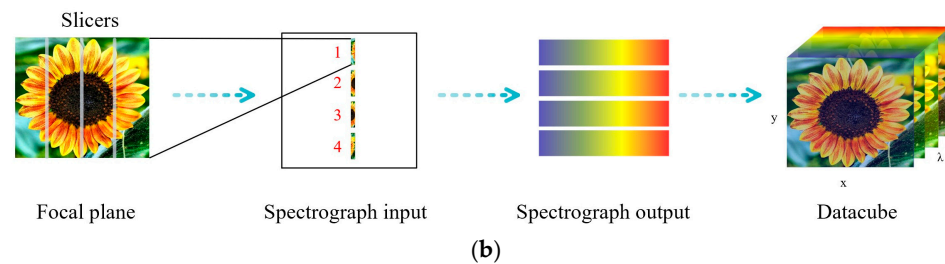 Slicers
1
2
3
4
y
λ
x
Focal plane
Spectrograph input
Spectrograph output
Datacube
(b)